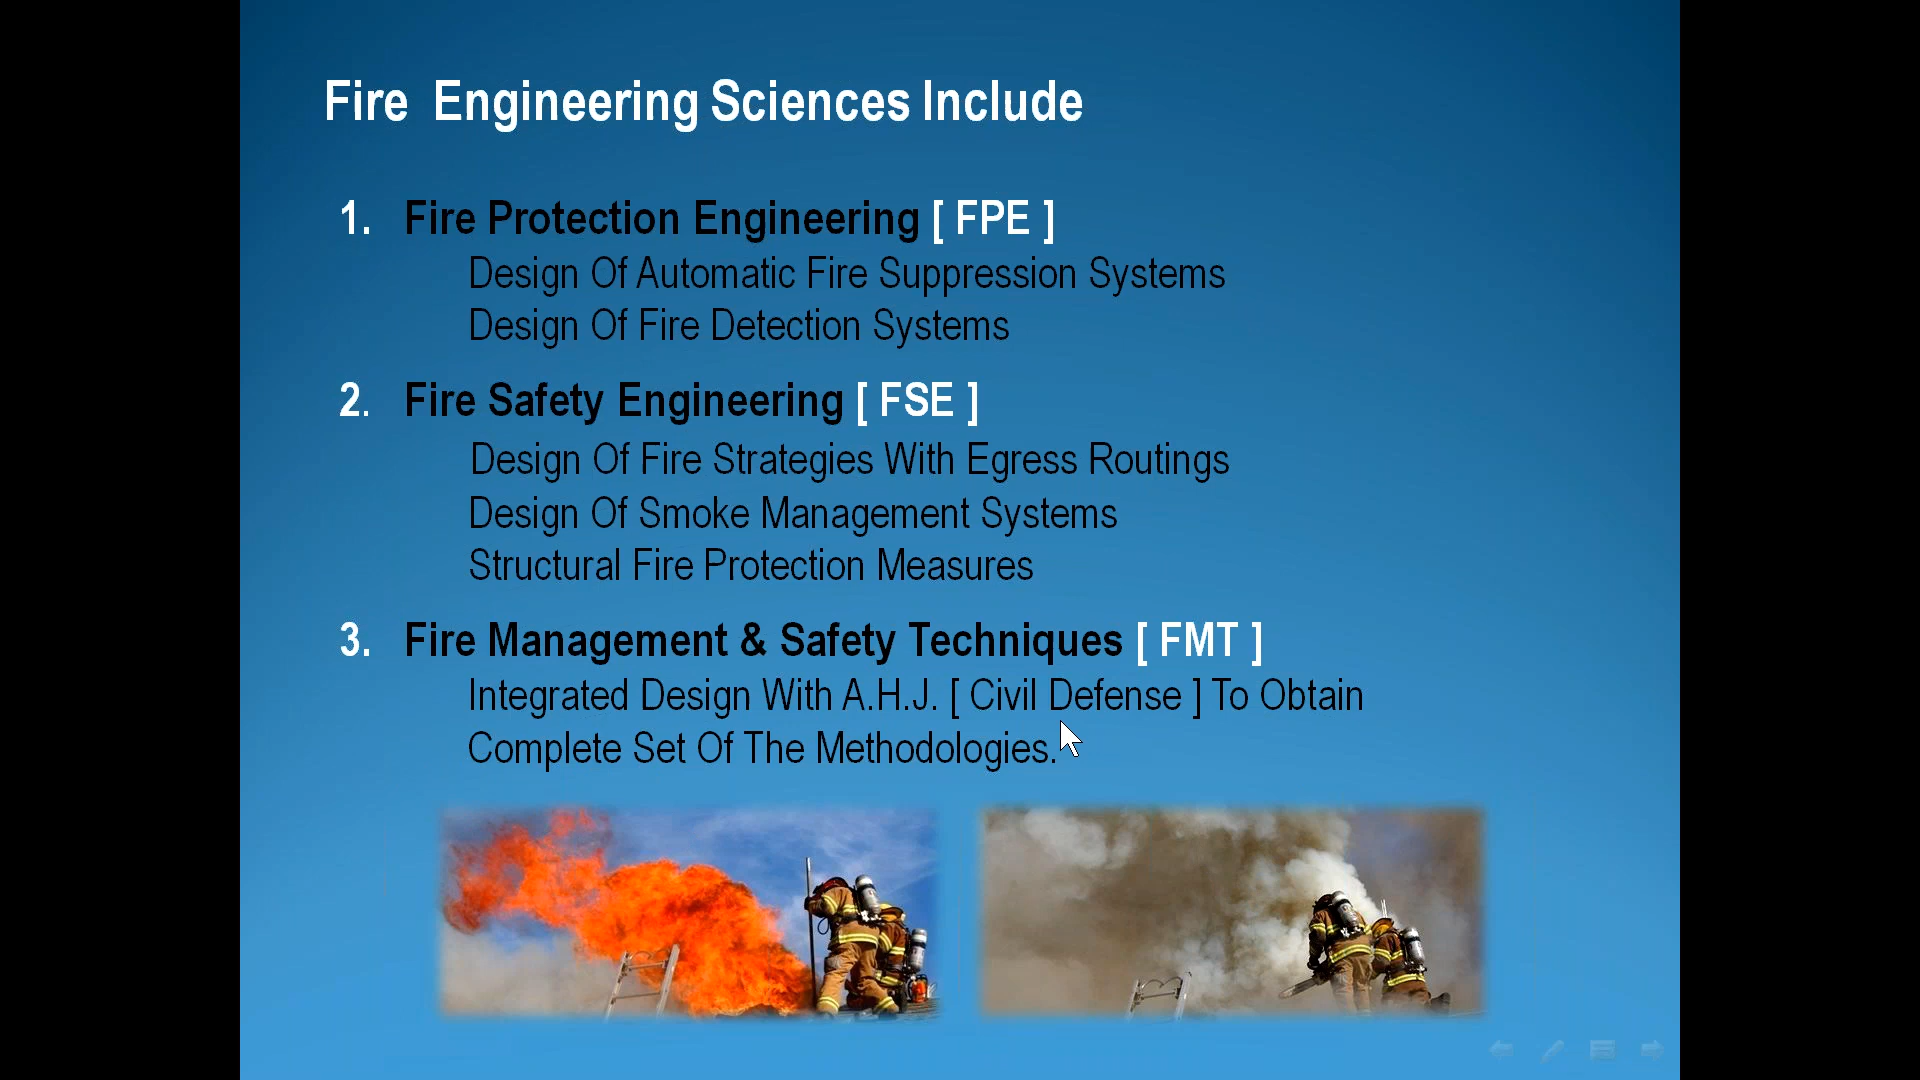 Fire Engineering Sciences Include
1. Fire Protection Engineering [ FPE ]
Design Of Automatic Fire Suppression Systems
Design Of Fire Detection Systems
2. Fire Safety Engineering [ FSE ]
Design Of Fire Strategies With Egress Routings
Design Of Smoke Management Systems
Structural Fire Protection Measures
3. Fire Management & Safety Techniques [ FMT ]
Integrated Design With A.H.J. [ Civil Defense ] To Obtain
Complete Set Of The Methodologies.